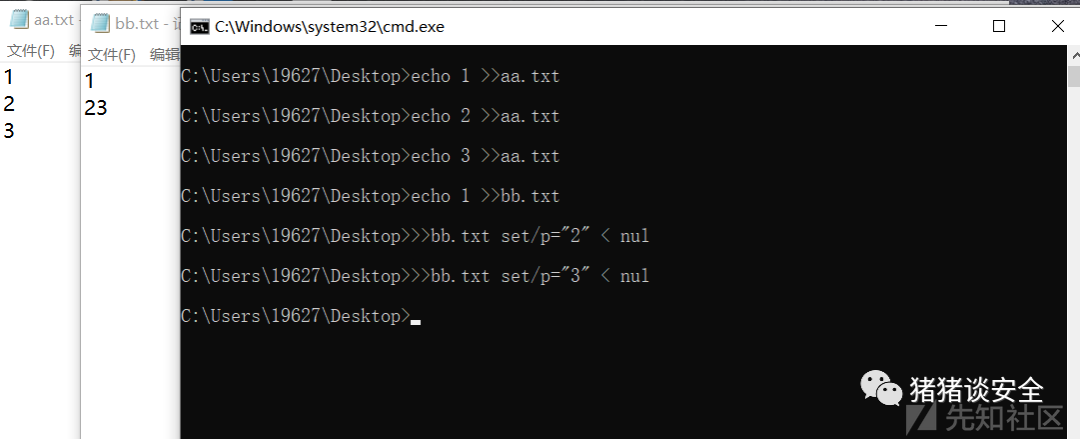 aa.txt -
文件(F) 编
1
2
3
bb.txt - 记
文件(F) 编辑
1
23
C:\Windows\system32\cmd.exe
C:\Users\19627\Desktop>echo 1 >>aa.txt
C:\Users\19627\Desktop>echo 2 >>aa.txt
C:\Users\19627\Desktop>echo 3 >>aa.txt
C:\Users\19627\Desktop>echo 1 >>bb.txt
C:\Users\19627\Desktop>>>bb.txt set/p="2" < nul
C:\Users\19627\Desktop>>>bb.txt set/p="3" < nul
C:\Users\19627\Desktop>
猪猪谈安全
先知社区